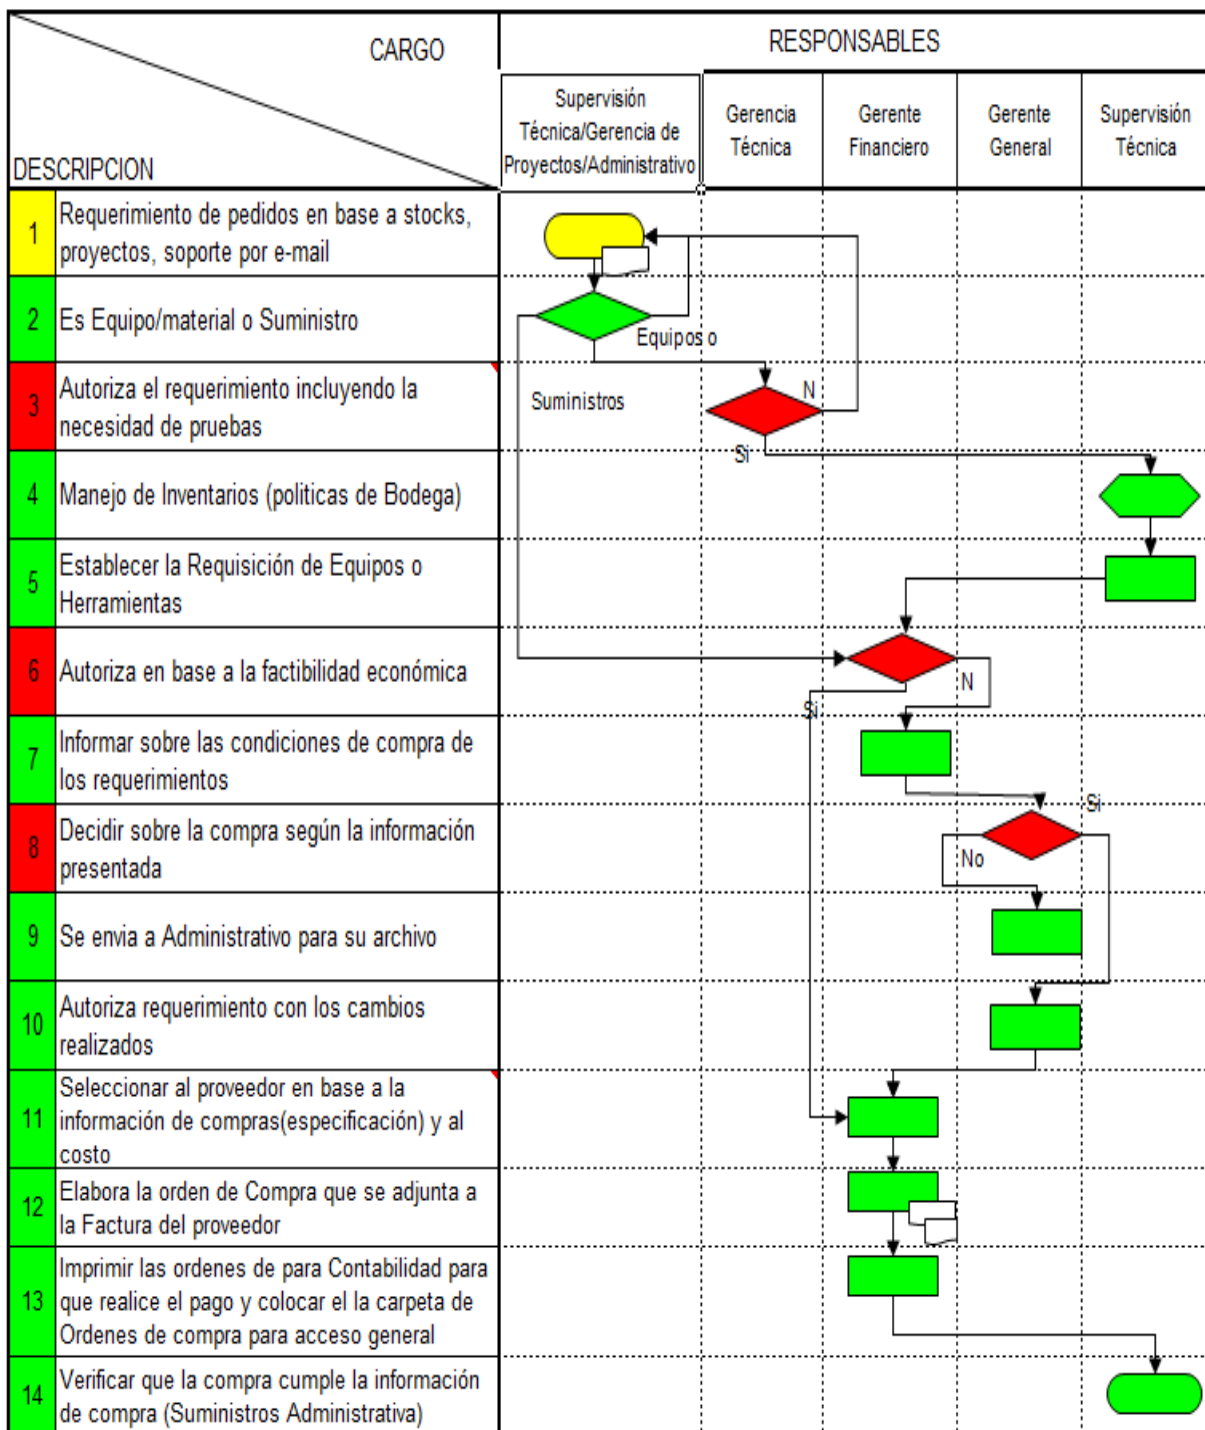 CARGO
RESPONSABLES
DESCRIPCION
Supervisión
Técnica/Gerencia de
Proyectos/Administrativo
Gerencia
Técnica
Gerente
Financiero
Gerente
General
Supervisión
Técnica
1
Requerimiento de pedidos en base a stocks,
proyectos, soporte por e-mail
2
Es Equipo/material o Suministro
Equipos o
3
Autoriza el requerimiento incluyendo la
necesidad de pruebas
Suministros
N
Si
4
Manejo de Inventarios (politicas de Bodega)
5
Establecer la Requisición de Equipos o
Herramientas
6
Autoriza en base a la factibilidad económica
N
Si
7
Informar sobre las condiciones de compra de
los requerimientos
8
Decidir sobre la compra según la información
presentada
Si
No
9
Se envia a Administrativo para su archivo
10
Autoriza requerimiento con los cambios
realizados
11
Seleccionar al proveedor en base a la
información de compras(especificación) y al
costo
12
Elabora la orden de Compra que se adjunta a
la Factura del proveedor
13
Imprimir las ordenes de para Contabilidad para
que realice el pago y colocar el la carpeta de
Ordenes de compra para acceso general
14
Verificar que la compra cumple la información
de compra (Suministros Administrativa)